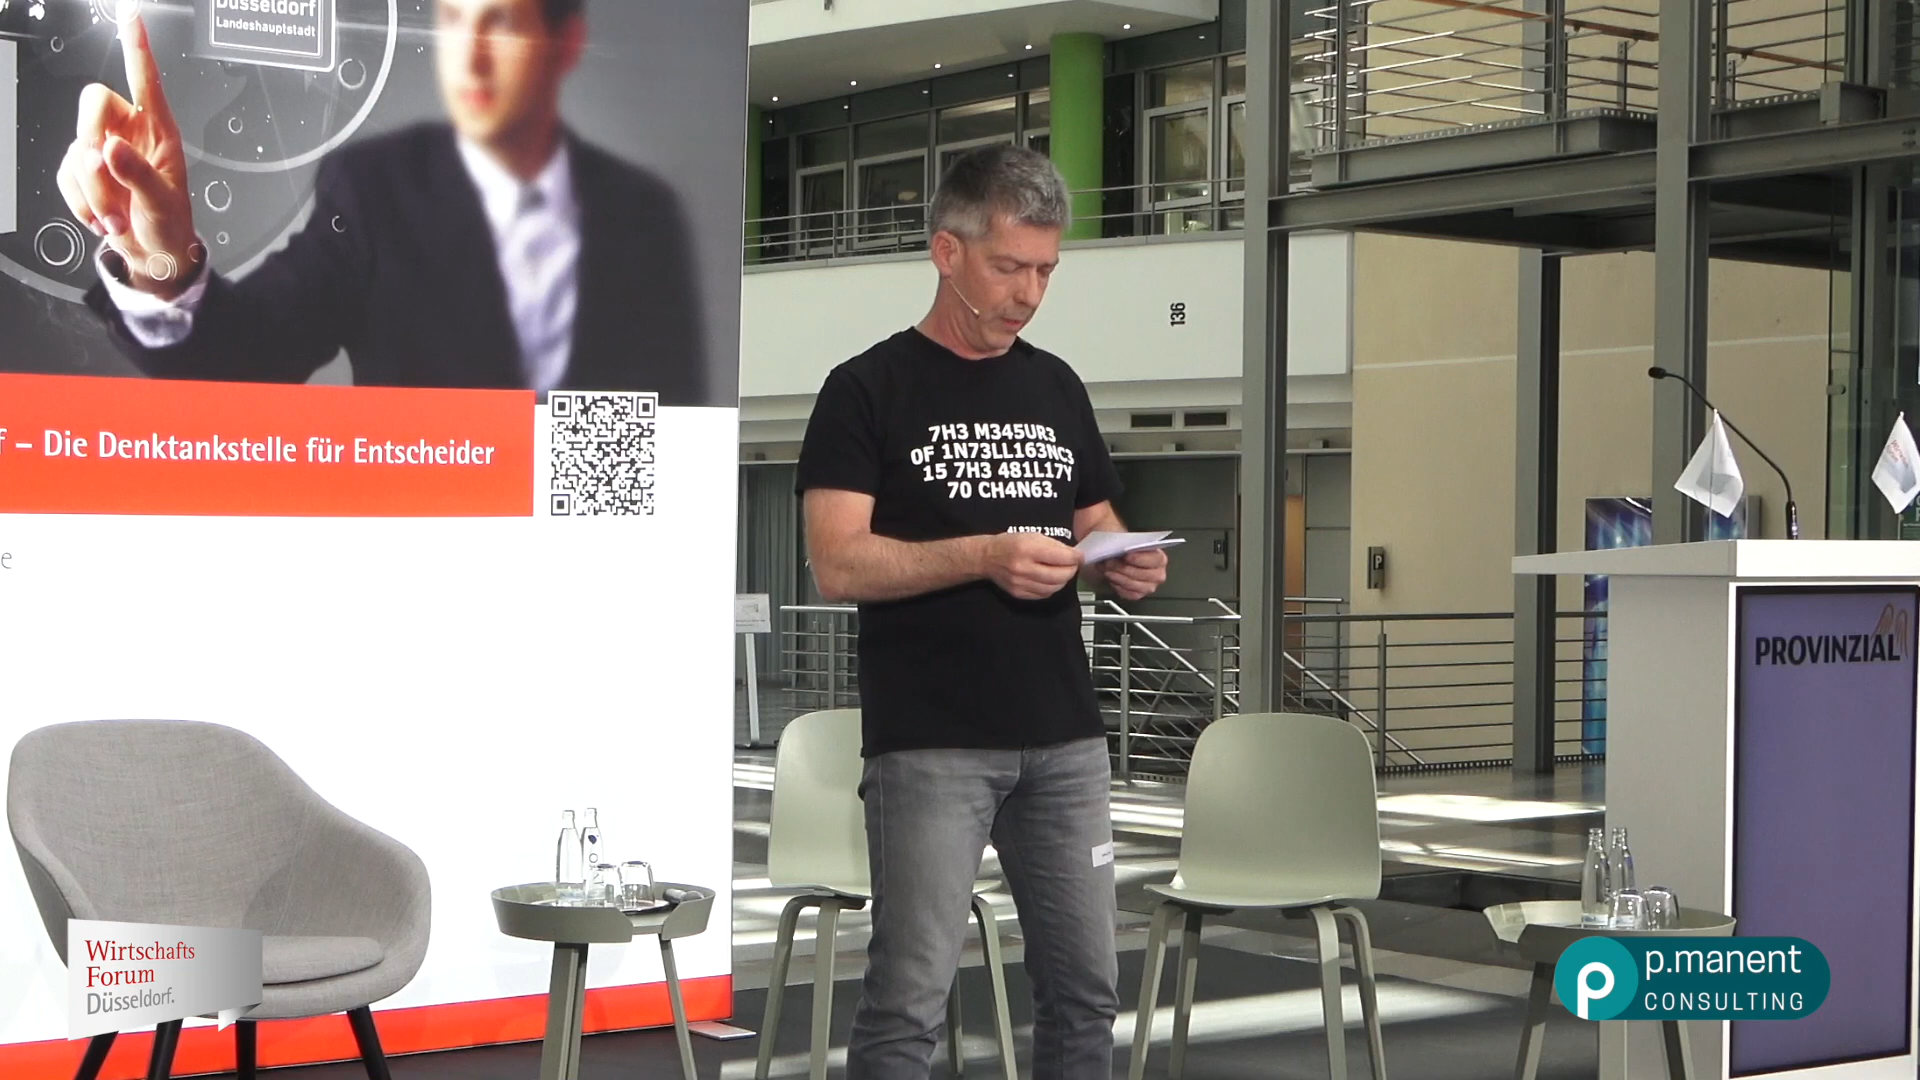 Düsseldorf
Landeshauptstadt
– Die Denktankstelle für Entscheider
e
136
7H3 M345UR3
0F 1N73LL163NC3
15 7H3 481L17Y
70 CH4N63.
P
PROVINZIAL
Wirtschafts
Forum
Düsseldorf.
p p.manent
CONSULTING